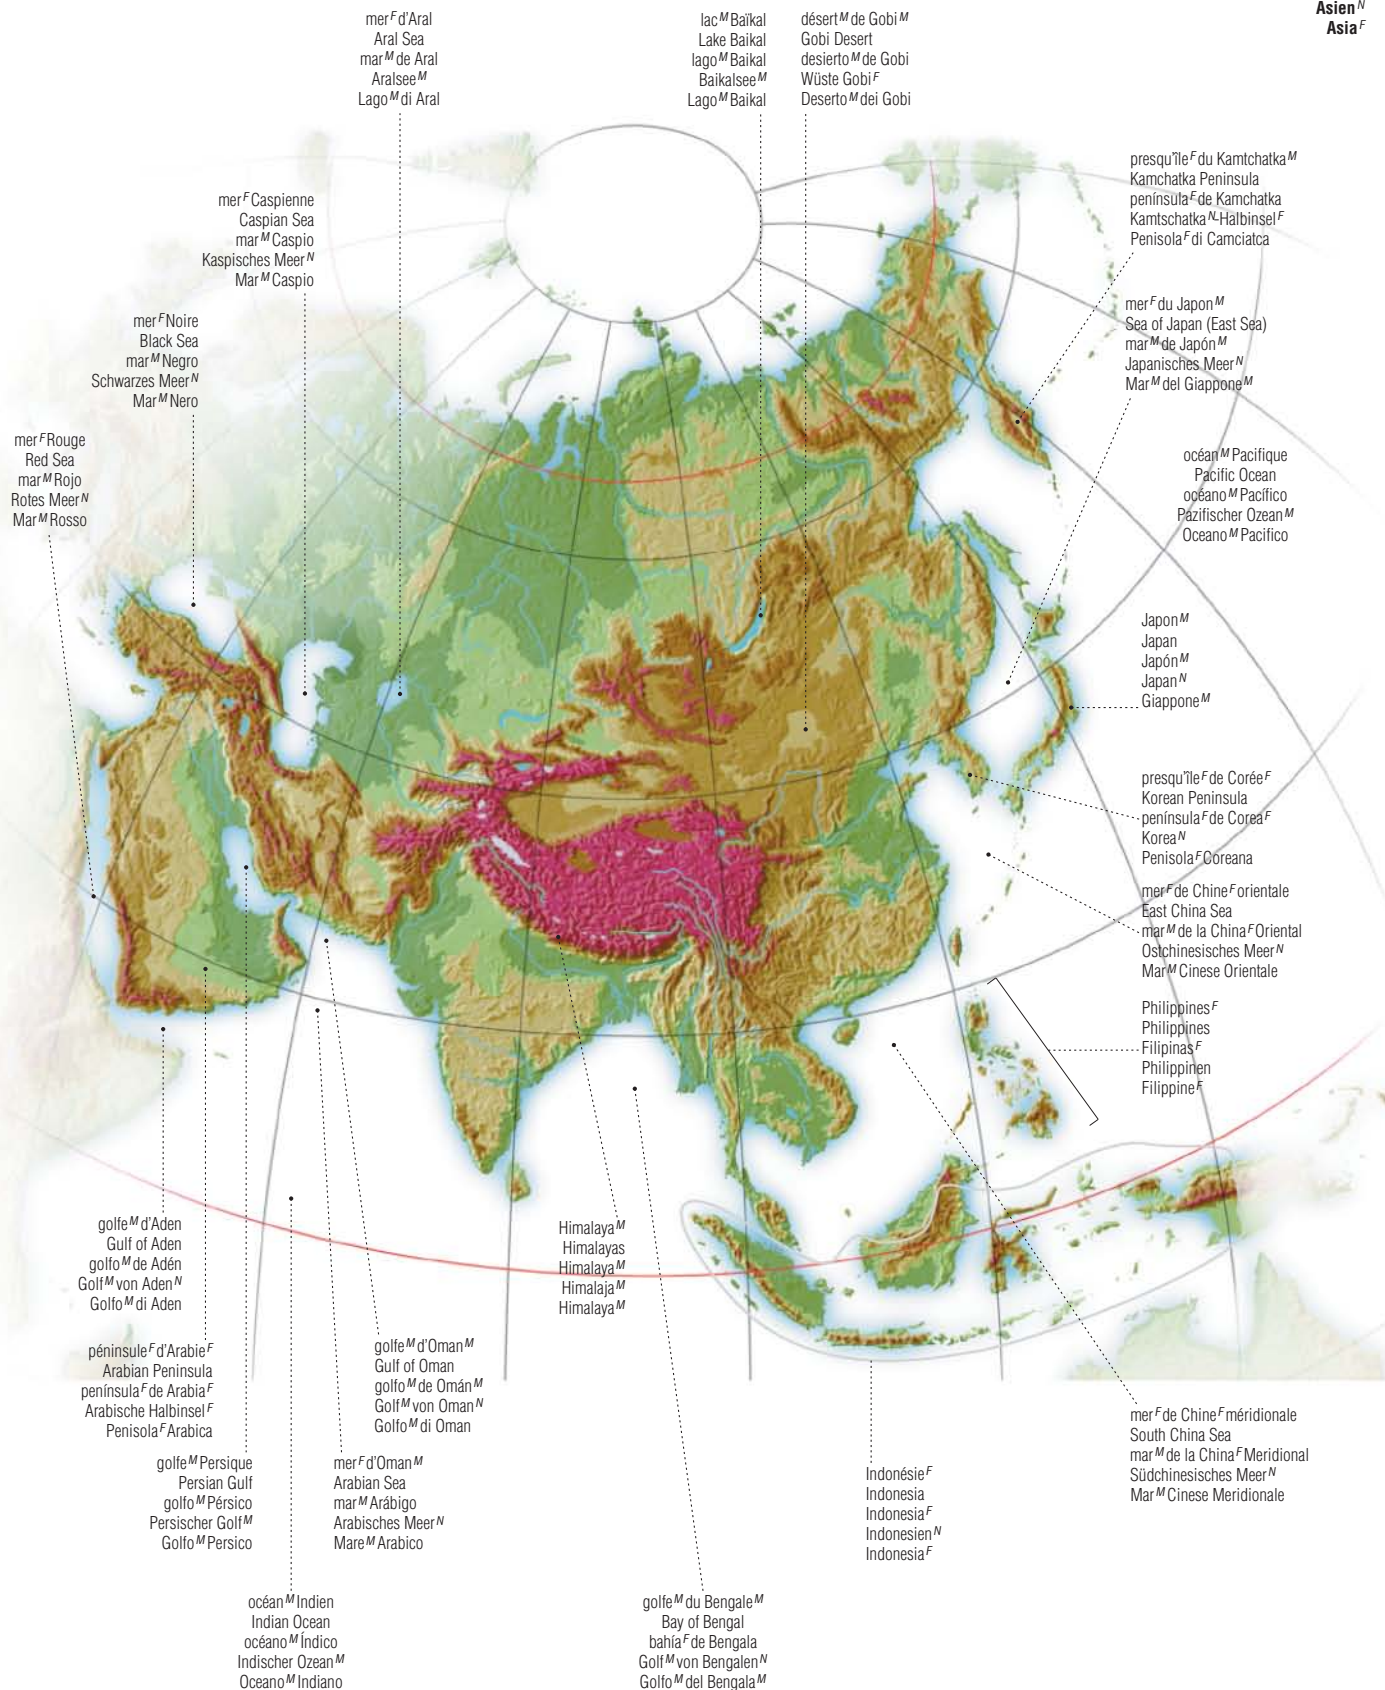 Asien N
Asia F
mer F d'Aral
Aral Sea
mar M de Aral
Aralsee M
Lago M di Aral
lac M Baïkal
Lake Baikal
lago M Baikal
Baikalsee M
Lago M Baikal
désert M de Gobi M
Gobi Desert
desierto M de Gobi
Wüste Gobi F
Deserto M dei Gobi
presqu'île F du Kamtchatka M
Kamchatka Peninsula
península F de Kamchatka
Kamtschatka N-Halbinsel F
Penisola F di Camciatca
mer F Caspienne
Caspian Sea
mar M Caspio
Kaspisches Meer N
Mar M Caspio
mer F du Japon M
Sea of Japan (East Sea)
mar M de Japón M
Japanisches Meer N
Mar M del Giappone M
mer F Noire
Black Sea
mar M Negro
Schwarzes Meer N
Mar M Nero
mer F Rouge
Red Sea
mar M Rojo
Rotes Meer N
Mar M Rosso
océan M Pacifique
Pacific Ocean
océano M Pacífico
Pazifischer Ozean M
Oceano M Pacifico
Japon M
Japan
Japón M
Japan N
Giappone M
presqu'île F de Corée F
Korean Peninsula
península F de Corea F
Korea N
Penisola F Coreana
mer F de Chine F orientale
East China Sea
mar M de la China F Oriental
Ostchinesisches Meer N
Mar M Cinese Orientale
Philippines F
Philippines
Filipinas F
Philippinen
Filippine F
golfe M d'Aden
Gulf of Aden
golfo M de Adén
Golf M von Aden N
Golfo M di Aden
Himalaya M
Himalayas
Himalaya M
Himalaja M
Himalaya M
péninsule F d'Arabie F
Arabian Peninsula
península F de Arabia F
Arabische Halbinsel F
Penisola F Arabica
golfe M d'Oman M
Gulf of Oman
golfo M de Omán M
Golf M von Oman N
Golfo M di Oman
golfe M Persique
Persian Gulf
golfo M Pérsico
Persischer Golf M
Golfo M Persico
mer F d'Oman M
Arabian Sea
mar M Arábigo
Arabisches Meer N
Mare M Arabico
mer F de Chine F méridionale
South China Sea
mar M de la China F Meridional
Südchinesisches Meer N
Mar M Cinese Meridionale
Indonésie F
Indonesia
Indonesia F
Indonesien N
Indonesia F
océan M Indien
Indian Ocean
océano M Índico
Indischer Ozean M
Oceano M Indiano
golfe M du Bengale M
Bay of Bengal
bahía F de Bengala
Golf M von Bengalen N
Golfo M del Bengala M